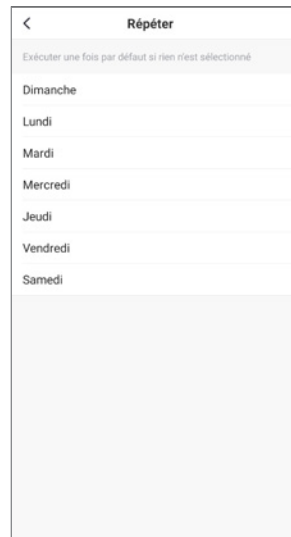 Répéter
Exécuter une fois par défaut si rien n'est sélectionné
Dimanche
Lundi
Mardi
Mercredi
Jeudi
Vendredi
Samedi